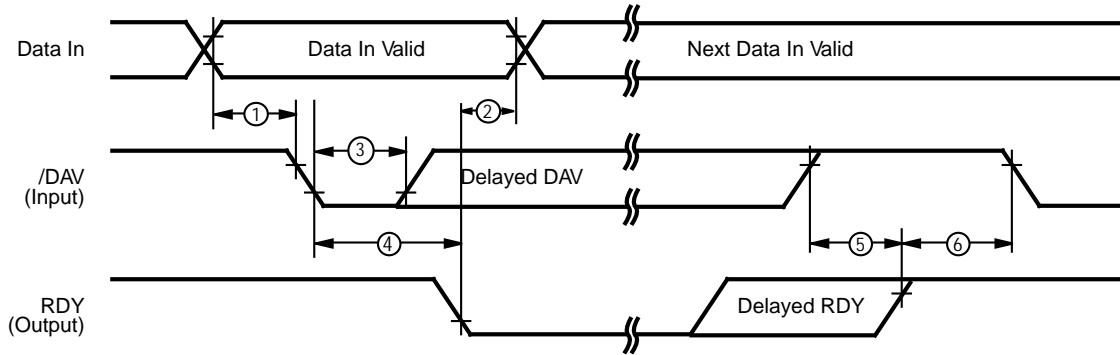 Data In
Data In Valid
Next Data In Valid
1
2
3
/DAV
(Input)
Delayed DAV
4
5
6
RDY
(Output)
Delayed RDY